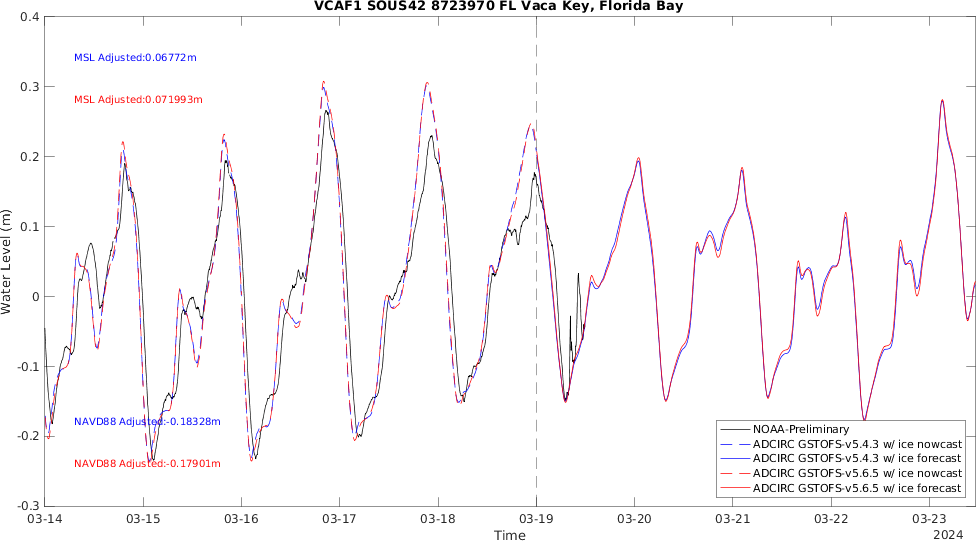 VCAF1 SOUS42 8723970 FL Vaca Key, Florida Bay
0.4
0.3
0.2
0.1
0
-0.1
-0.2
-0.3
Water Level (m)
MSL Adjusted:0.06772m
MSL Adjusted:0.071993m
NAVD88 Adjusted:-0.18328m
NAVD88 Adjusted:-0.17901m
NOAA-Preliminary
ADCIRC GSTOFS-v5.4.3 w/ ice nowcast
ADCIRC GSTOFS-v5.4.3 w/ ice forecast
ADCIRC GSTOFS-v5.6.5 w/ ice nowcast
ADCIRC GSTOFS-v5.6.5 w/ ice forecast
03-14 03-15 03-16 03-17 03-18 03-19 03-20 03-21 03-22 03-23
Time
2024